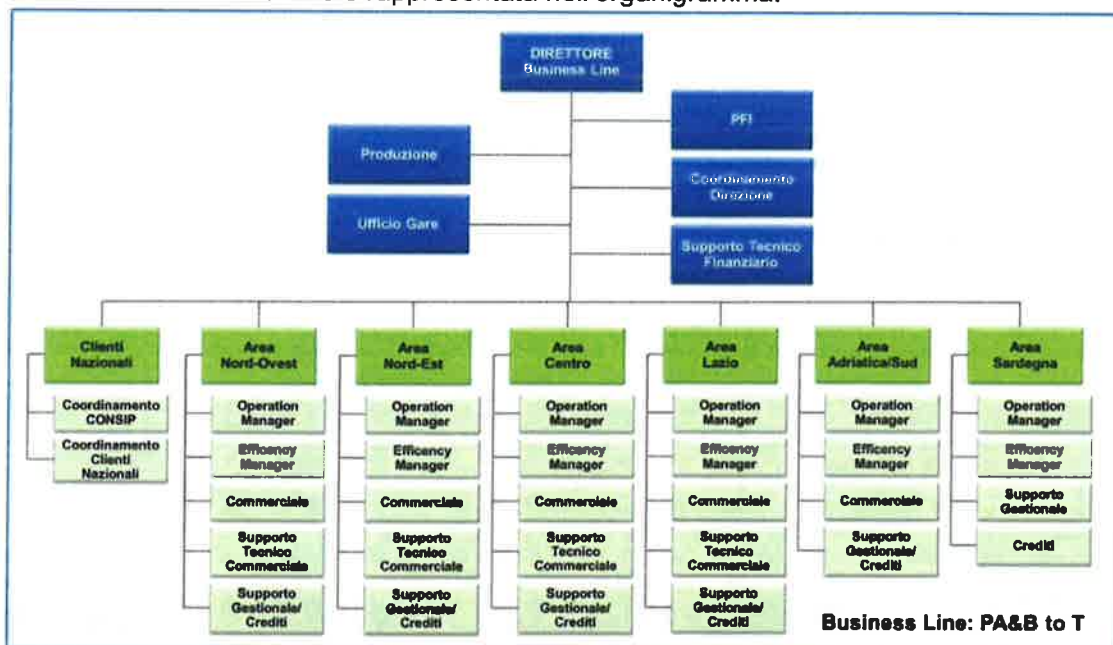 rappresentata nell'organigramma:
DIRETTORE
Business Line
PFI
Produzione
Coordinamento
Direzione
Ufficio Gare
Supporto Tecnico
Finanziario
Clienti
Nazionali
Coordinamento
CONSIP
Coordinamento
Clienti
Nazionali
Area
Nord-Ovest
Operation
Manager
Efficency
Manager
Commerciale
Supporto
Tecnico
Commerciale
Supporto
Gestionale/
Crediti
Area
Nord-Est
Operation
Manager
Efficency
Manager
Commerciale
Supporto
Tecnico
Commerciale
Supporto
Gestionale/
Crediti
Area
Centro
Operation
Manager
Efficency
Manager
Commerciale
Supporto
Tecnico
Commerciale
Supporto
Gestionale/
Crediti
Area
Lazio
Operation
Manager
Efficency
Manager
Commerciale
Supporto
Tecnico
Commerciale
Supporto
Gestionale/
Crediti
Area
Adriatica/Sud
Operation
Manager
Efficency
Manager
Commerciale
Supporto
Gestionale/
Crediti
Area
Sardegna
Operation
Manager
Efficency
Manager
Supporto
Gestionale
Crediti
Business Line: PA&B to T